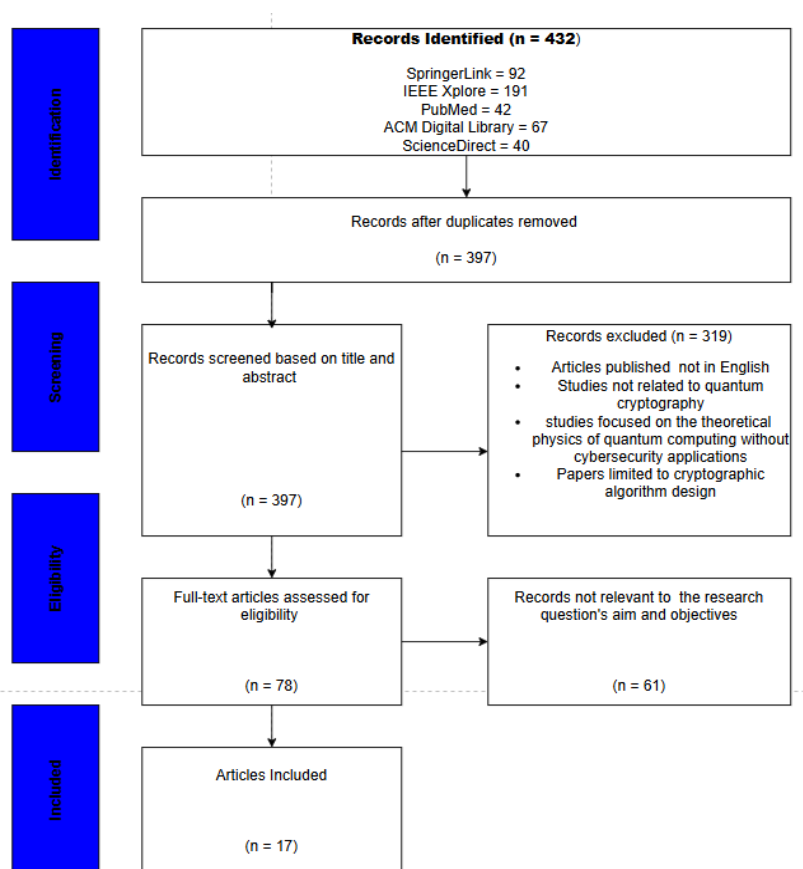 Identification
Records Identified (n = 432)
SpringerLink = 92
IEEE Xplore = 191
PubMed = 42
ACM Digital Library = 67
ScienceDirect = 40
Records after duplicates removed
(n = 397)
Screening
Records screened based on title and
abstract
(n = 397)
Records excluded (n = 319)
• Articles published not in English
• Studies not related to quantum
cryptography
• studies focused on the theoretical
physics of quantum computing without
cybersecurity applications
• Papers limited to cryptographic
algorithm design
Eligibility
Full-text articles assessed for
eligibility
(n = 78)
Records not relevant to the research
question's aim and objectives
(n = 61)
Included
Articles Included
(n = 17)